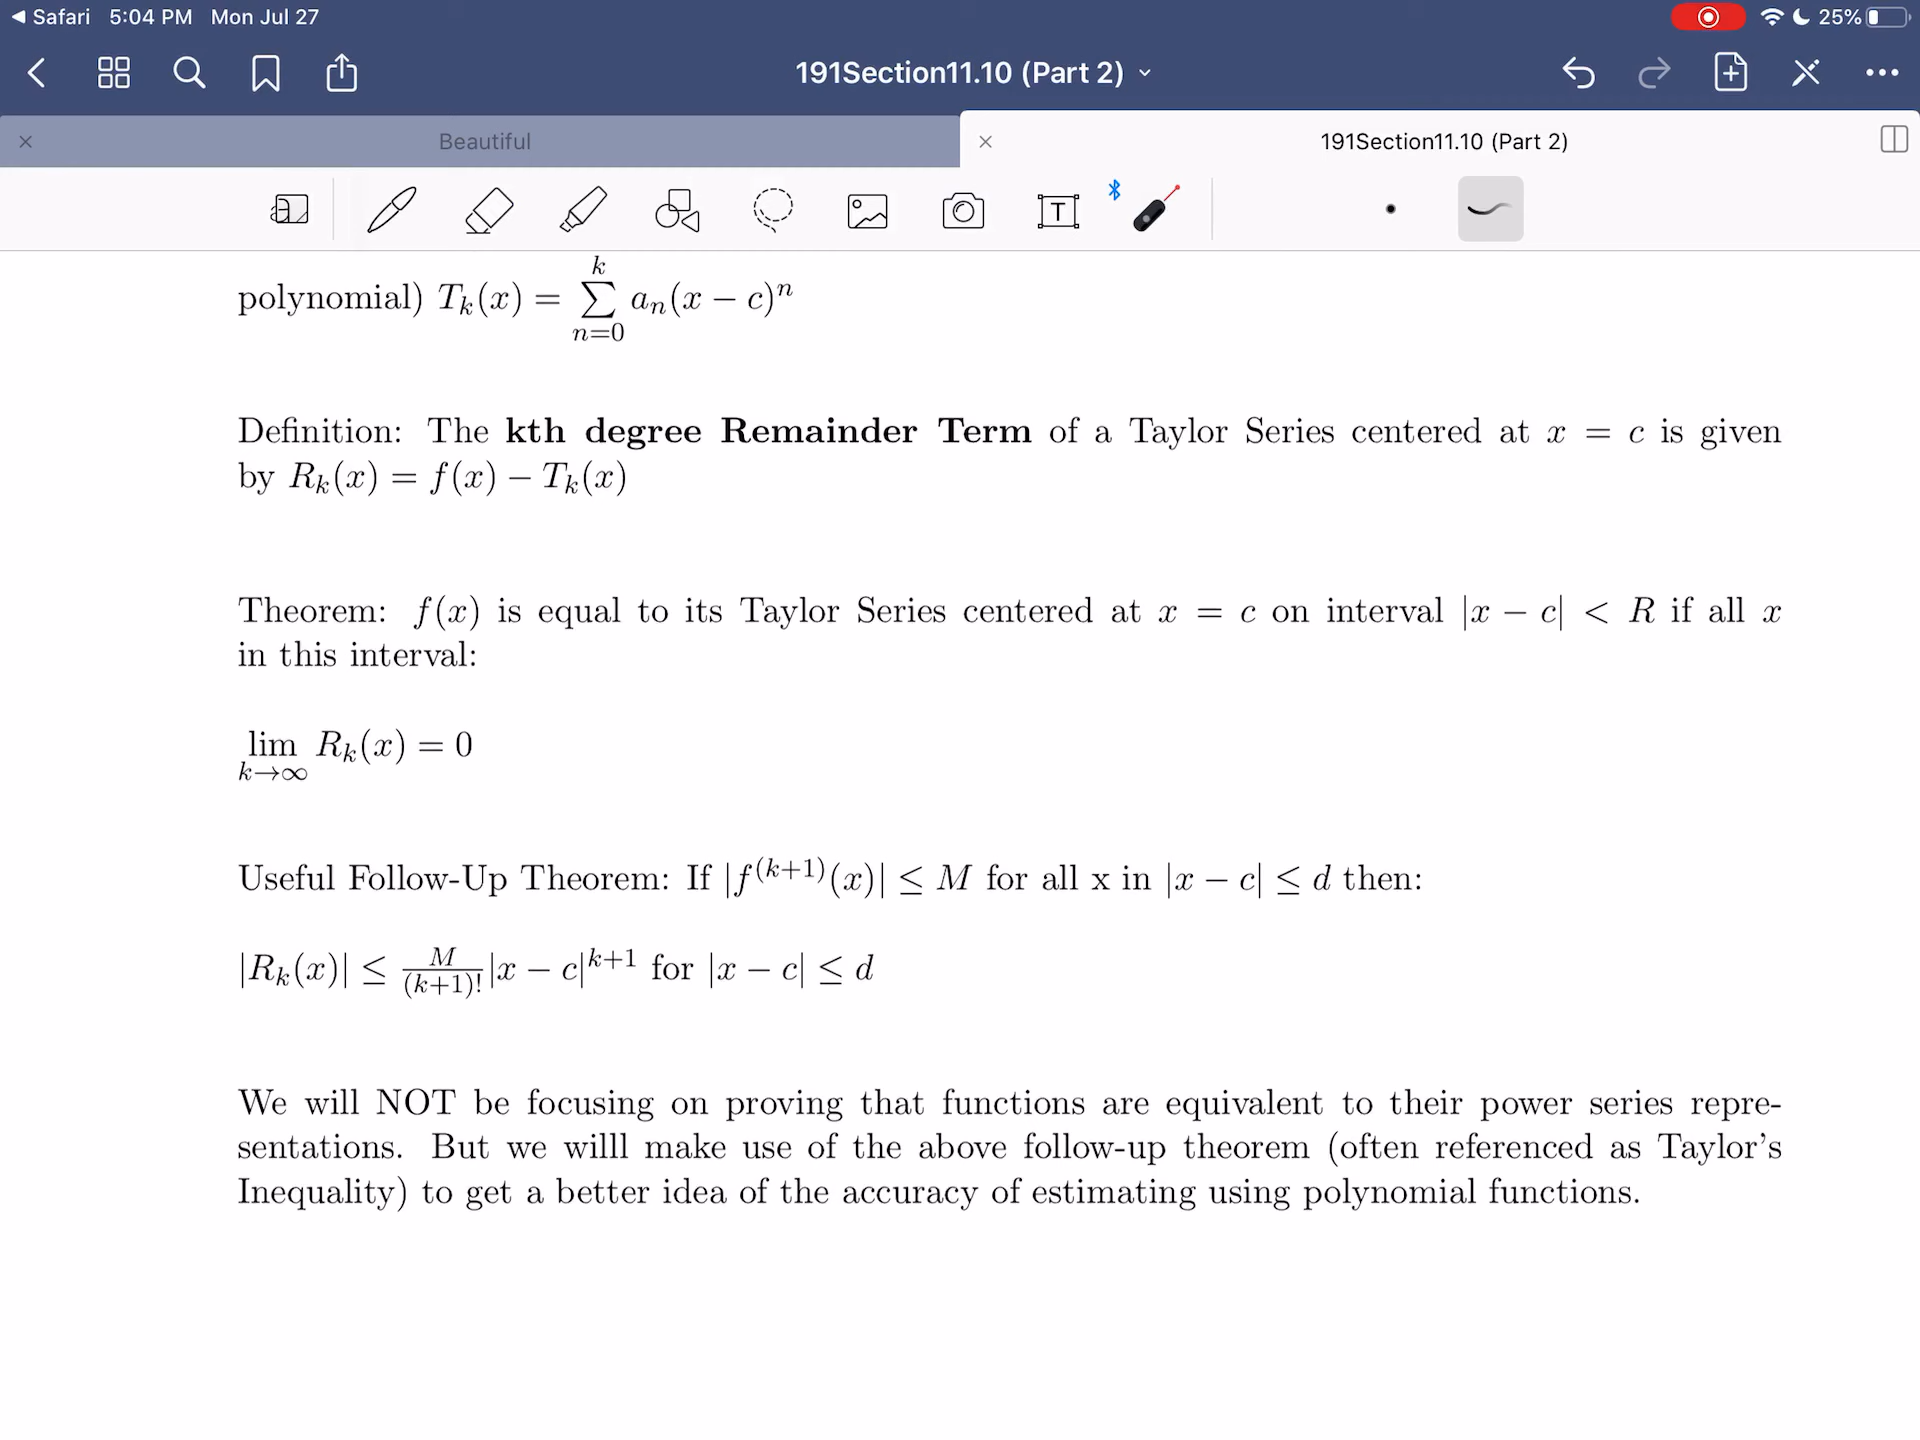 ◀ Safari 5:04 PM Mon Jul 27 25%
191Section11.10 (Part 2)
Beautiful 191Section11.10 (Part 2)
a T
polynomial) T_k(x) = \sum_{n=0}^{k} a_n(x − c)^n
Definition: The kth degree Remainder Term of a Taylor Series centered at x = c is given
by R_k(x) = f(x) − T_k(x)
Theorem: f(x) is equal to its Taylor Series centered at x = c on interval |x − c| < R if all x
in this interval:
\lim_{k→∞} R_k(x) = 0
Useful Follow-Up Theorem: If |f^{(k+1)}(x)| ≤ M for all x in |x − c| ≤ d then:
|R_k(x)| ≤ \frac{M}{(k+1)!}|x − c|^{k+1} for |x − c| ≤ d
We will NOT be focusing on proving that functions are equivalent to their power series repre-
sentations. But we willl make use of the above follow-up theorem (often referenced as Taylor's
Inequality) to get a better idea of the accuracy of estimating using polynomial functions.